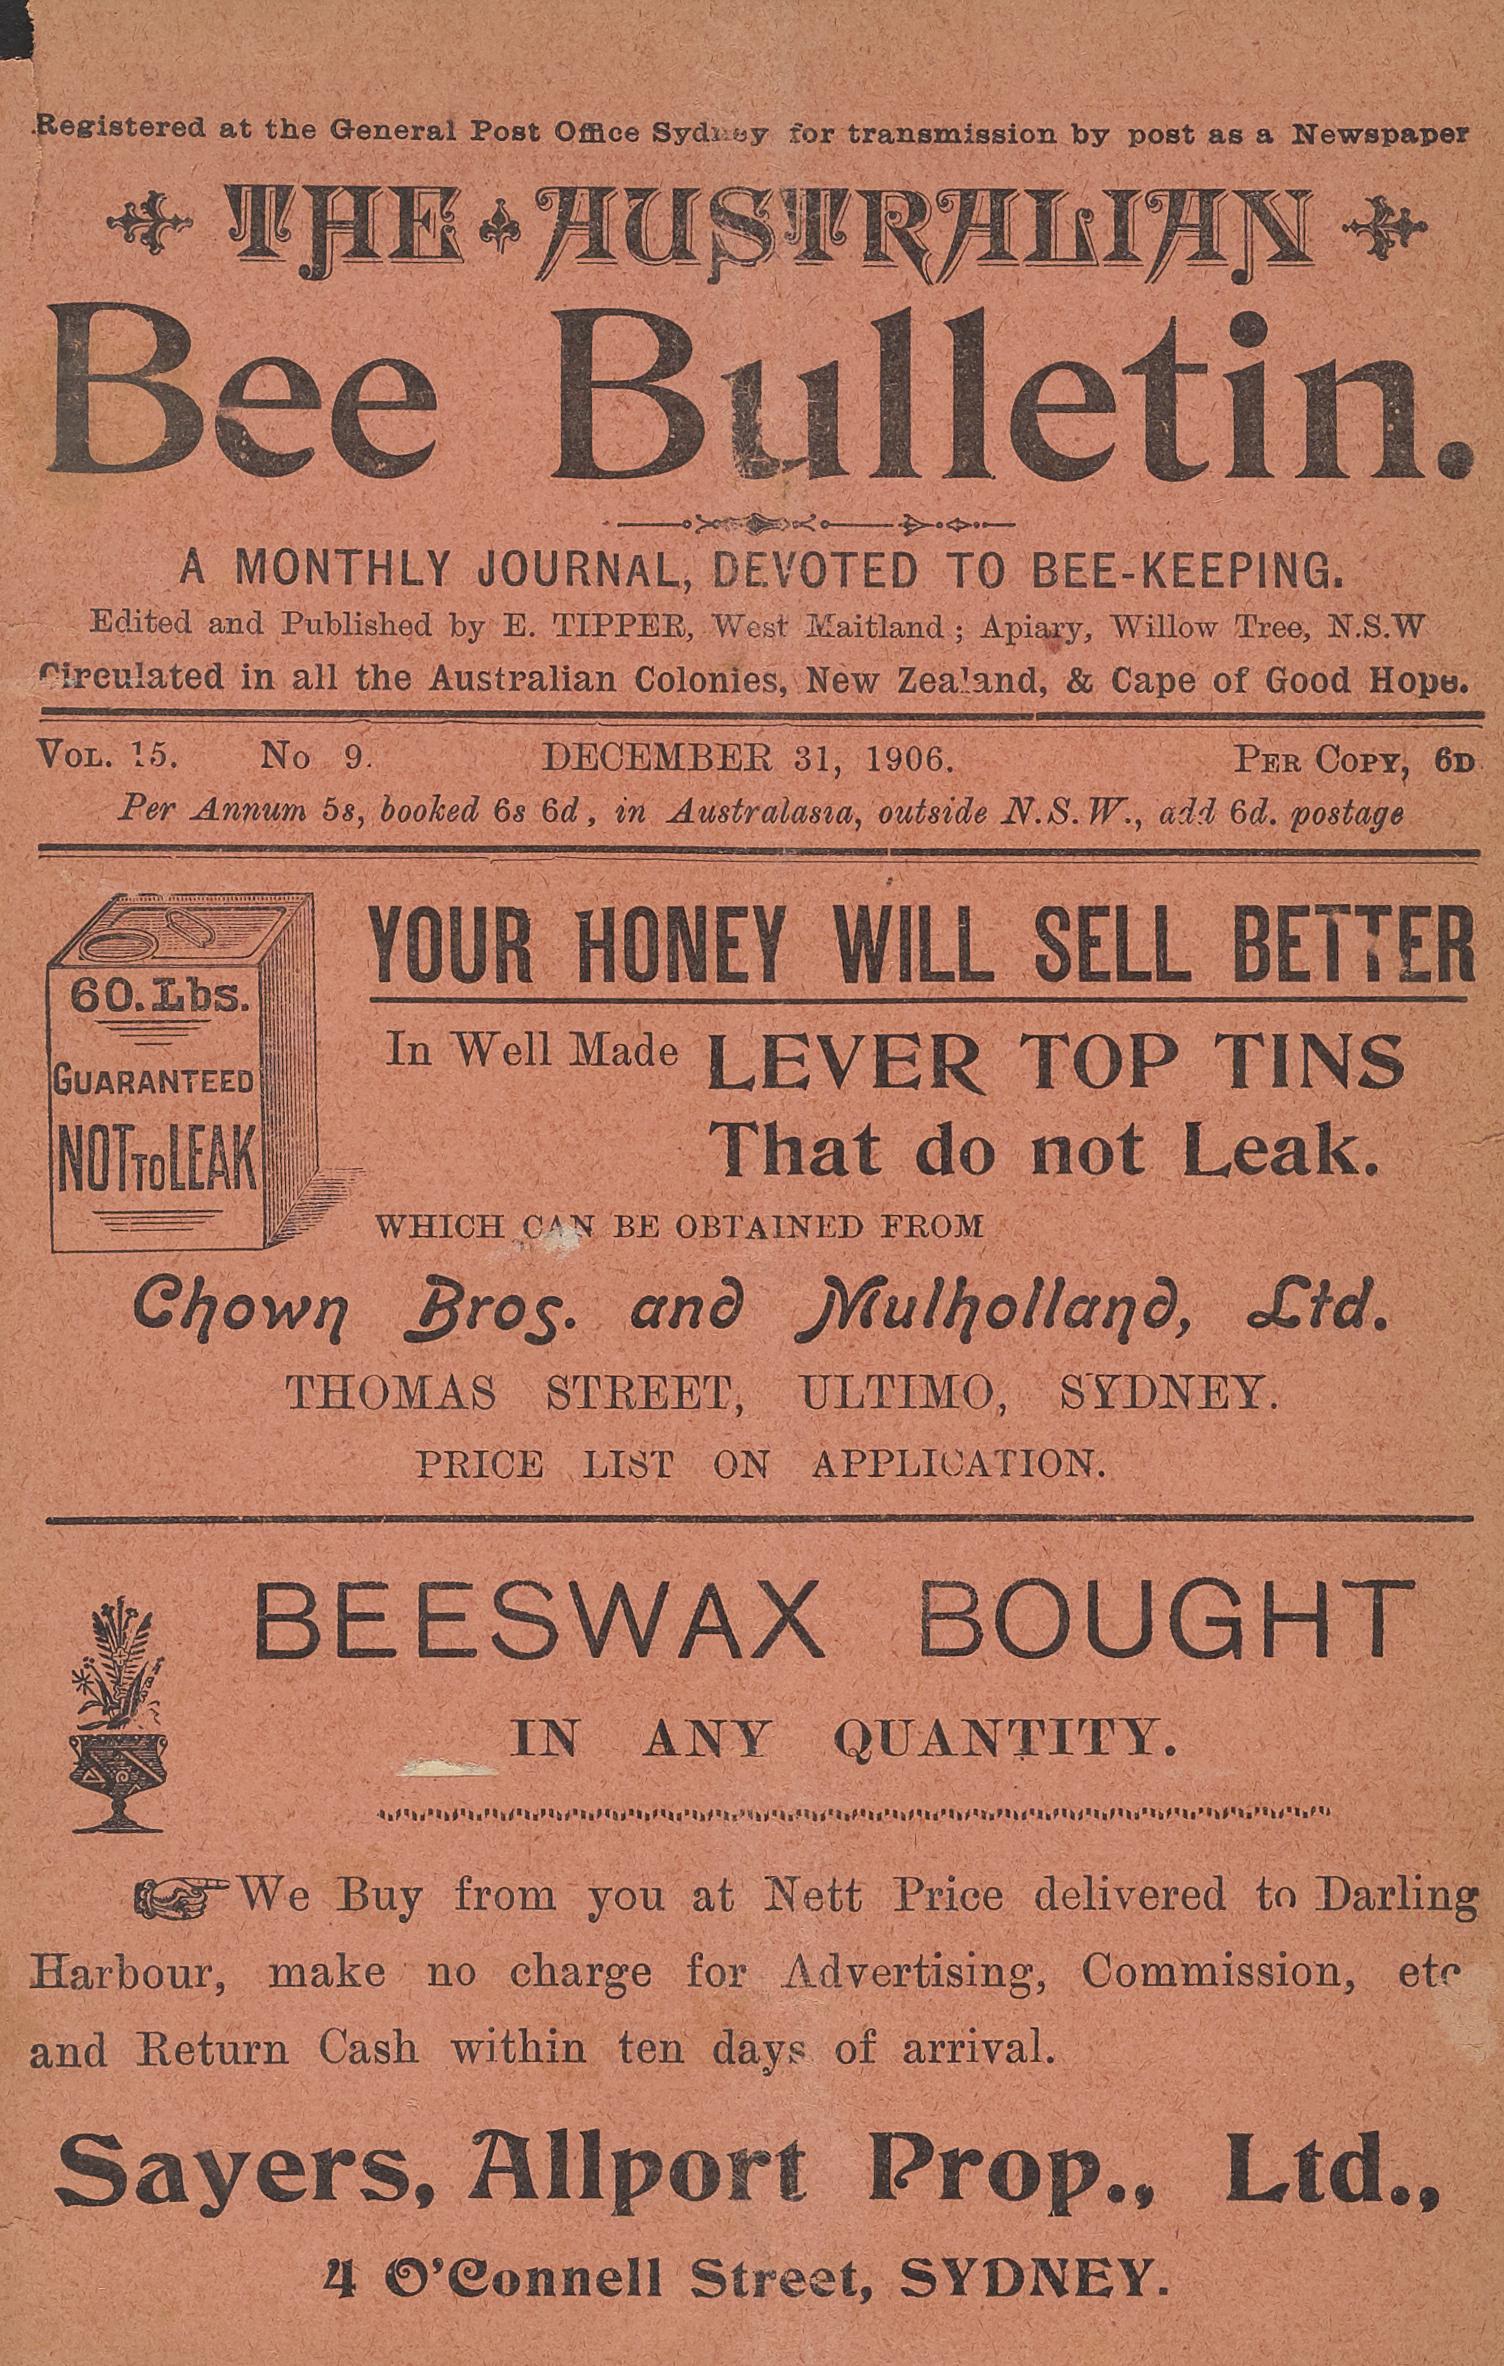 Registered at the General Post Office Sydney for transmission by post as a Newspaper
THE AUSTRALIAN
Bee Bulletin.
A MONTHLY JOURNAL, DEVOTED TO BEE-KEEPING.
Edited and Published by E. TIPPER, West Maitland ; Apiary, Willow Tree, N.S.W
Circulated in all the Australian Colonies, New Zealand, & Cape of Good Hope.
VOL. 15. No 9. DECEMBER 31, 1906. PER COPY, 6D
Per Annum 5s, booked 6s 6d, in Australasia, outside N.S.W., add 6d. postage
60. Lbs.
GUARANTEED
NOT TO LEAK
YOUR HONEY WILL SELL BETTER
In Well Made LEVER TOP TINS
That do not Leak.
WHICH CAN BE OBTAINED FROM
Chown Bros. and Mulholland, Ltd.
THOMAS STREET, ULTIMO, SYDNEY.
PRICE LIST ON APPLICATION.
BEESWAX BOUGHT
IN ANY QUANTITY.
We Buy from you at Nett Price delivered to Darling
Harbour, make no charge for Advertising, Commission, etc
and Return Cash within ten days of arrival.
Sayers, Allport Prop., Ltd.,
4 O'Connell Street, SYDNEY.